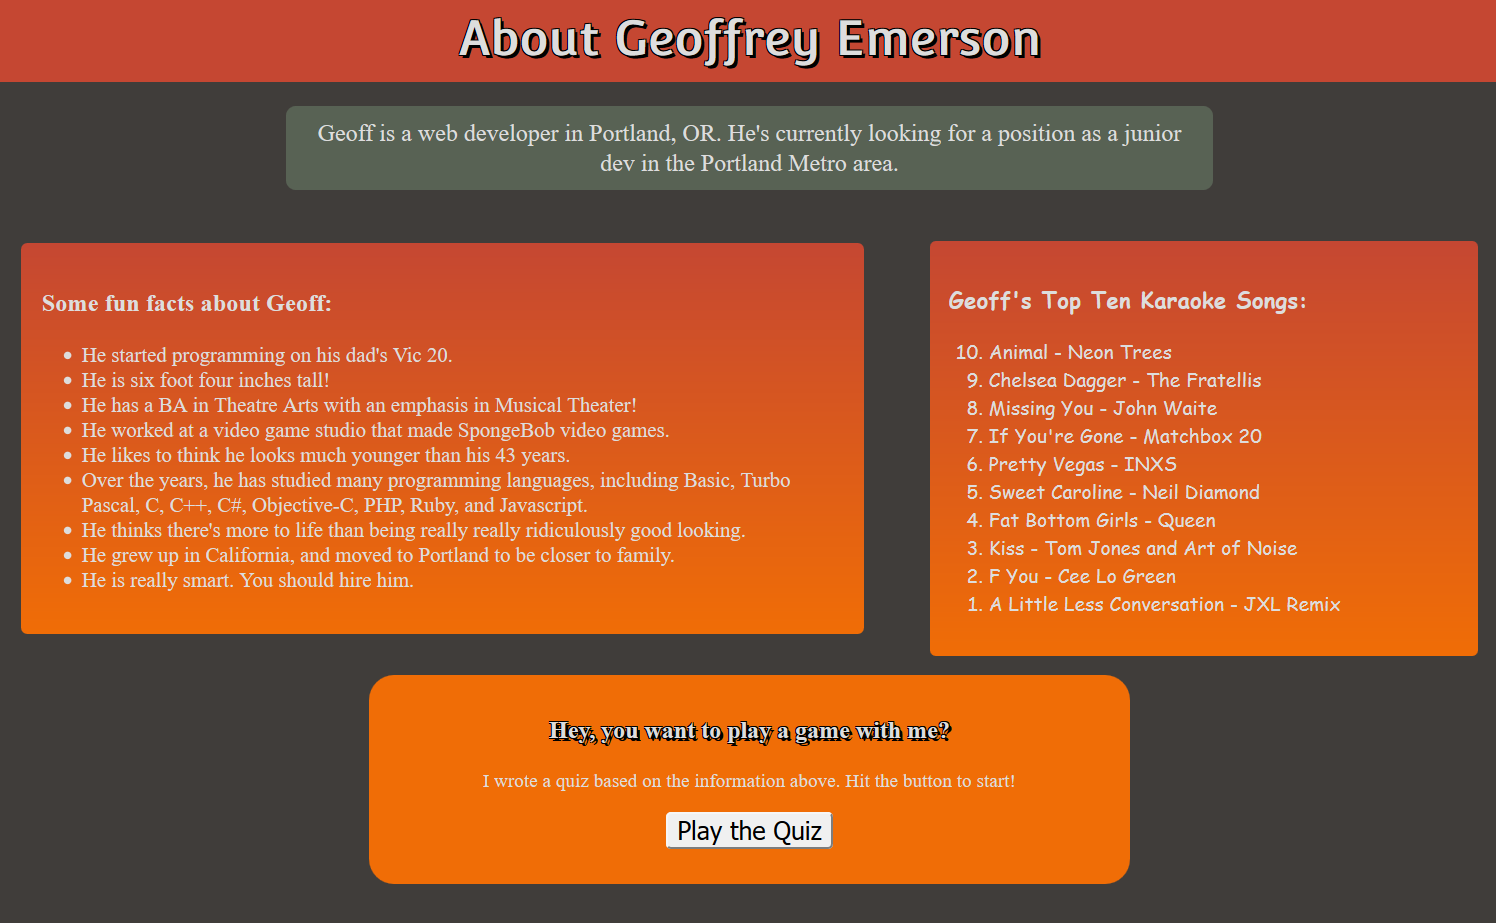 About Geoffrey Emerson
Geoff is a web developer in Portland, OR. He's currently looking for a position as a junior
dev in the Portland Metro area.
Some fun facts about Geoff:
• He started programming on his dad's Vic 20.
• He is six foot four inches tall!
• He has a BA in Theatre Arts with an emphasis in Musical Theater!
• He worked at a video game studio that made SpongeBob video games.
• He likes to think he looks much younger than his 43 years.
• Over the years, he has studied many programming languages, including Basic, Turbo
Pascal, C, C++, C#, Objective-C, PHP, Ruby, and Javascript.
• He thinks there's more to life than being really really ridiculously good looking.
• He grew up in California, and moved to Portland to be closer to family.
• He is really smart. You should hire him.
Geoff's Top Ten Karaoke Songs:
10. Animal - Neon Trees
9. Chelsea Dagger - The Fratellis
8. Missing You - John Waite
7. If You're Gone - Matchbox 20
6. Pretty Vegas - INXS
5. Sweet Caroline - Neil Diamond
4. Fat Bottom Girls - Queen
3. Kiss - Tom Jones and Art of Noise
2. F You - Cee Lo Green
1. A Little Less Conversation - JXL Remix
Hey, you want to play a game with me?
I wrote a quiz based on the information above. Hit the button to start!
Play the Quiz